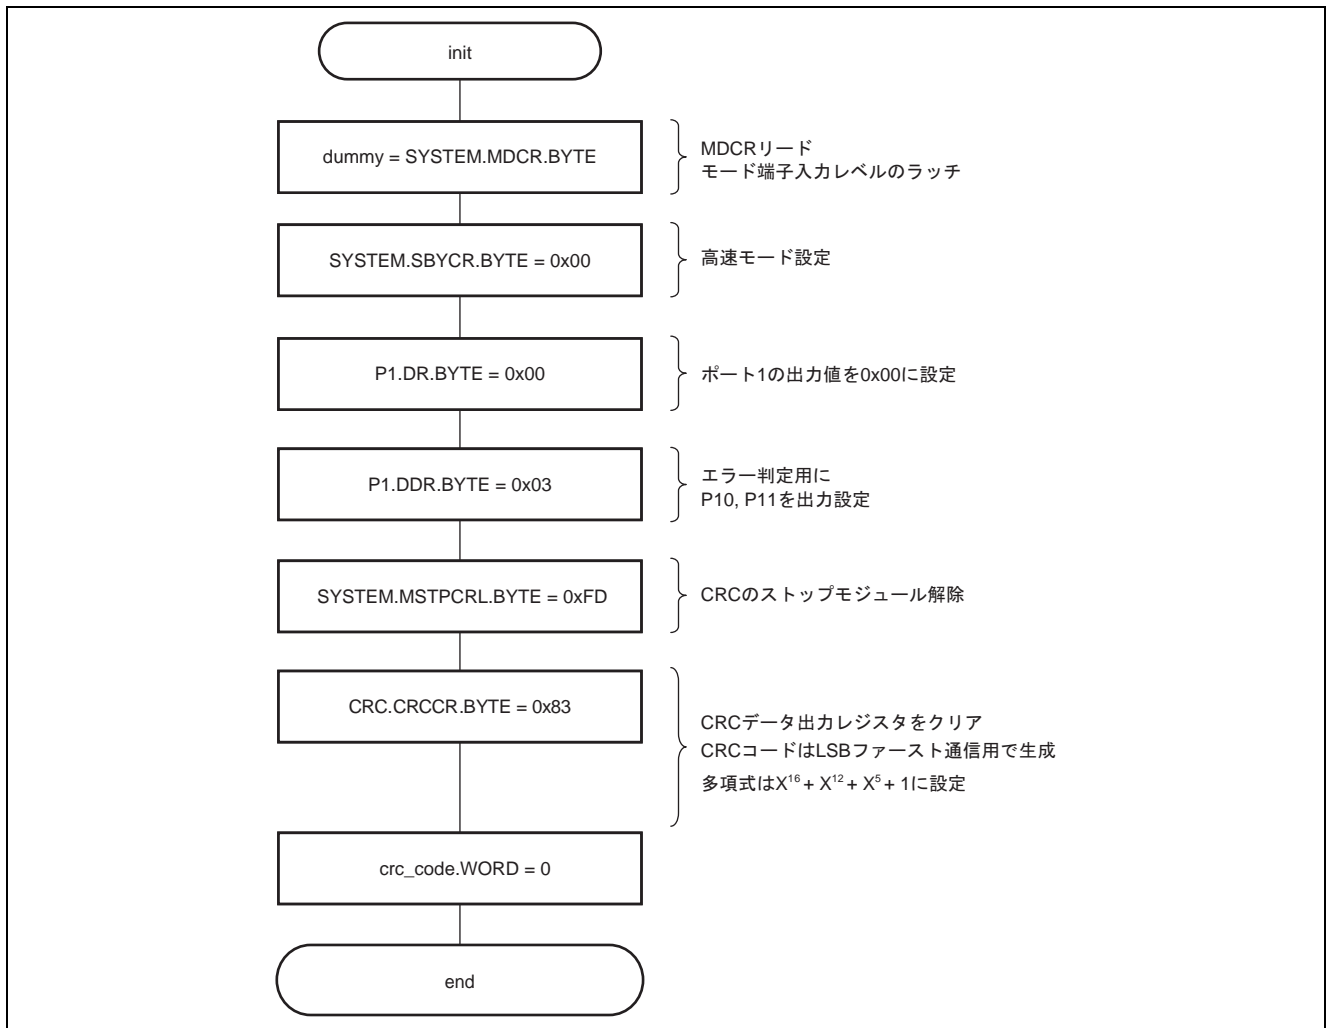 init
dummy = SYSTEM.MDCR.BYTE
MDCRリード
モード端子入力レベルのラッチ
SYSTEM.SBYCR.BYTE = 0x00
高速モード設定
P1.DR.BYTE = 0x00
ポート1の出力値を0x00に設定
P1.DDR.BYTE = 0x03
エラー判定用に
P10, P11を出力設定
SYSTEM.MSTPCRL.BYTE = 0xFD
CRCのストップモジュール解除
CRC.CRCCR.BYTE = 0x83
CRCデータ出力レジスタをクリア
CRCコードはLSBファースト通信用で生成
多項式はX¹⁶ + X¹² + X⁵ + 1に設定
crc_code.WORD = 0
end